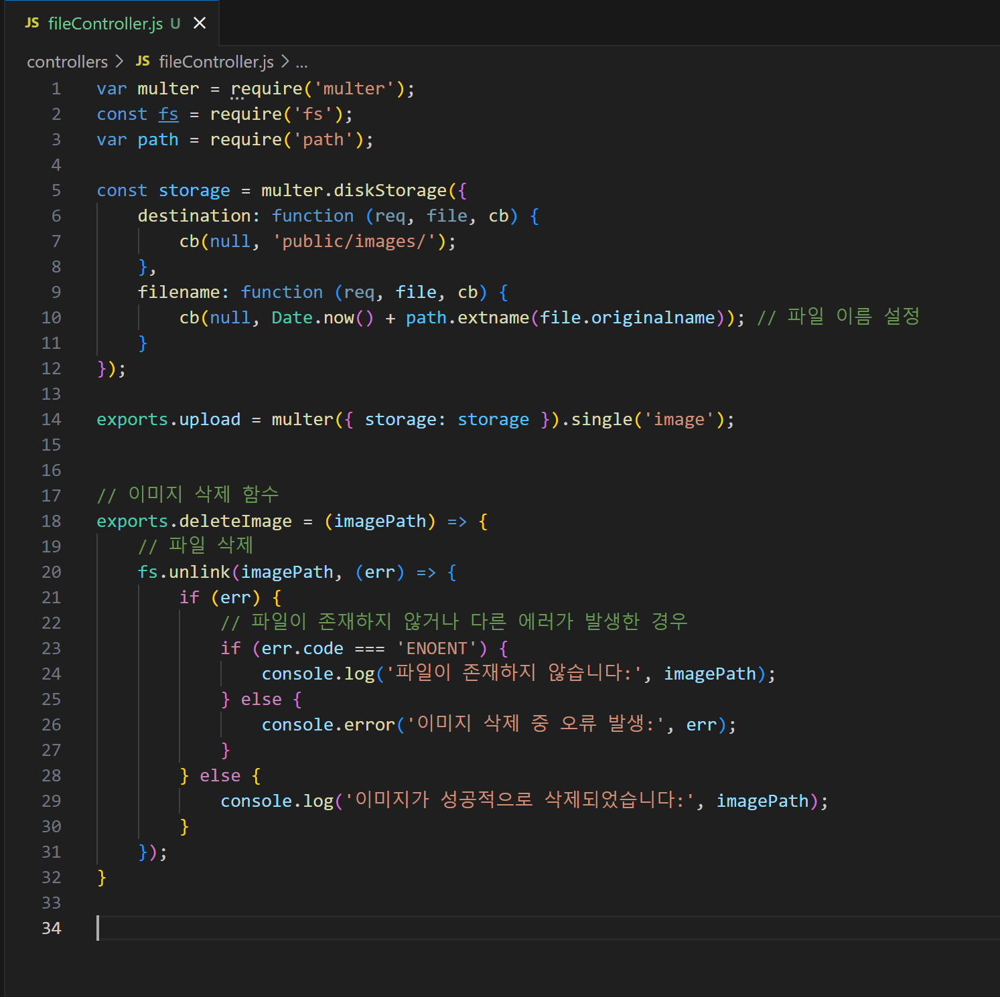 JS fileController.js U ×
controllers > JS fileController.js > ...
1 var multer = require('multer');
2 const fs = require('fs');
3 var path = require('path');
4
5 const storage = multer.diskStorage({
6     destination: function (req, file, cb) {
7         cb(null, 'public/images/');
8     },
9     filename: function (req, file, cb) {
10         cb(null, Date.now() + path.extname(file.originalname)); // 파일 이름 설정
11     }
12 });
13
14 exports.upload = multer({ storage: storage }).single('image');
15
16
17 // 이미지 삭제 함수
18 exports.deleteImage = (imagePath) => {
19     // 파일 삭제
20     fs.unlink(imagePath, (err) => {
21         if (err) {
22             // 파일이 존재하지 않거나 다른 에러가 발생한 경우
23             if (err.code === 'ENOENT') {
24                 console.log('파일이 존재하지 않습니다:', imagePath);
25             } else {
26                 console.error('이미지 삭제 중 오류 발생:', err);
27             }
28         } else {
29             console.log('이미지가 성공적으로 삭제되었습니다:', imagePath);
30         }
31     });
32 }
33
34